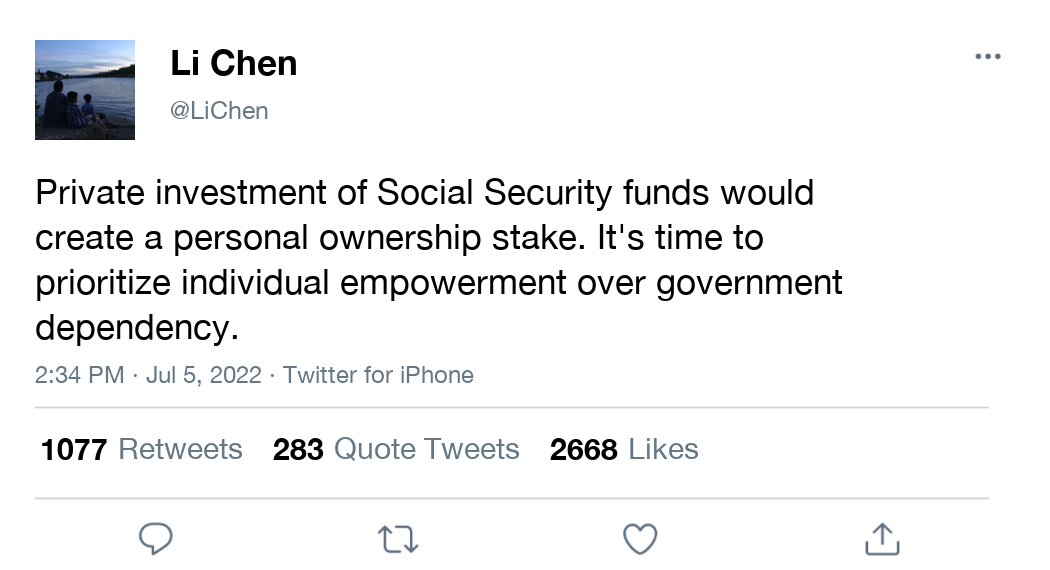 Li Chen
@LiChen
Private investment of Social Security funds would
create a personal ownership stake. It's time to
prioritize individual empowerment over government
dependency.
2:34 PM · Jul 5, 2022 · Twitter for iPhone
1077 Retweets 283 Quote Tweets 2668 Likes